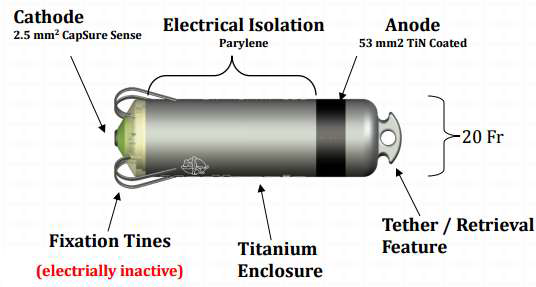 Cathode
2.5 mm² CapSure Sense
Electrical Isolation
Parylene
Anode
53 mm2 TiN Coated
20 Fr
Fixation Tines
(electrially inactive)
Titanium
Enclosure
Tether / Retrieval
Feature